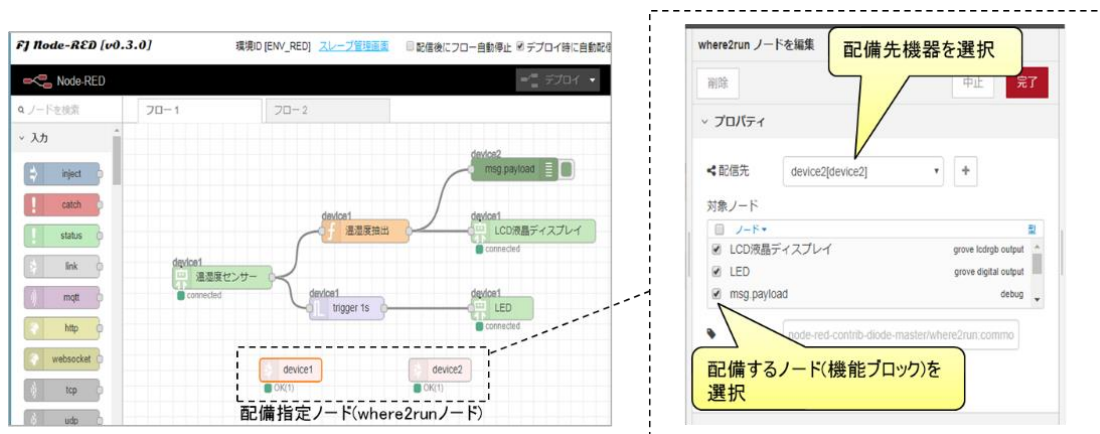 FJ Node-RED [v0.3.0]
環境ID [ENV_RED] スレーブ管理画面 配信後にフロー自動停止 デプロイ時に自動配信
Node-RED
デプロイ
ノードを検索
フロー 1
フロー 2
入力
inject
catch
status
link
mqtt
http
websocket
tcp
udp
device2
msg.payload
device1
温湿度抽出
device1
LCD液晶ディスプレイ
connected
device1
温湿度センサー
connected
device1
trigger 1s
device1
LED
connected
device1
OK(1)
device2
OK(1)
配備指定ノード(where2runノード)
where2run ノードを編集
配備先機器を選択
削除
中止
完了
プロパティ
配信先
device2[device2]
対象ノード
ノード
型
LCD液晶ディスプレイ grove lcdrgb output
LED grove digital output
msg.payload debug
node-red-contrib-diode-master/where2run.commo
配備するノード(機能ブロック)を
選択